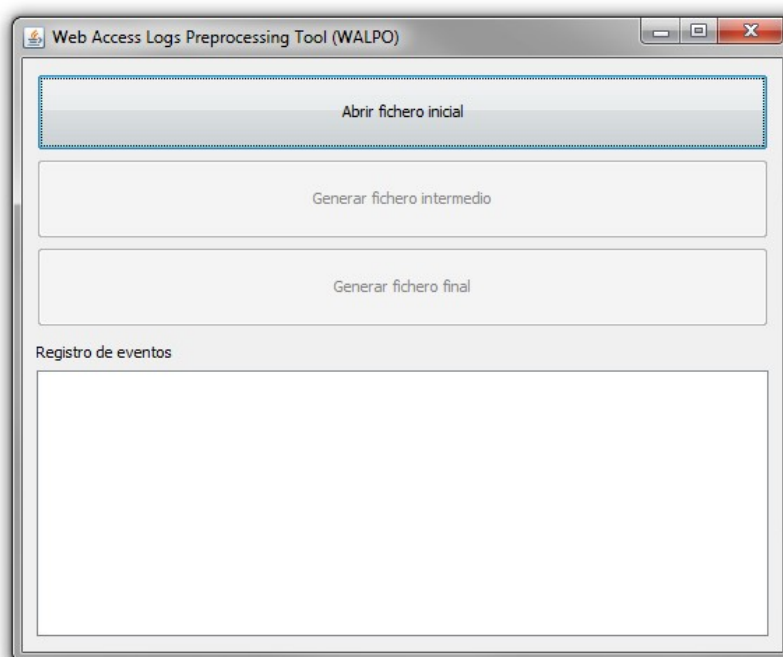 Web Access Logs Preprocessing Tool (WALPO)
Abrir fichero inicial
Generar fichero intermedio
Generar fichero final
Registro de eventos